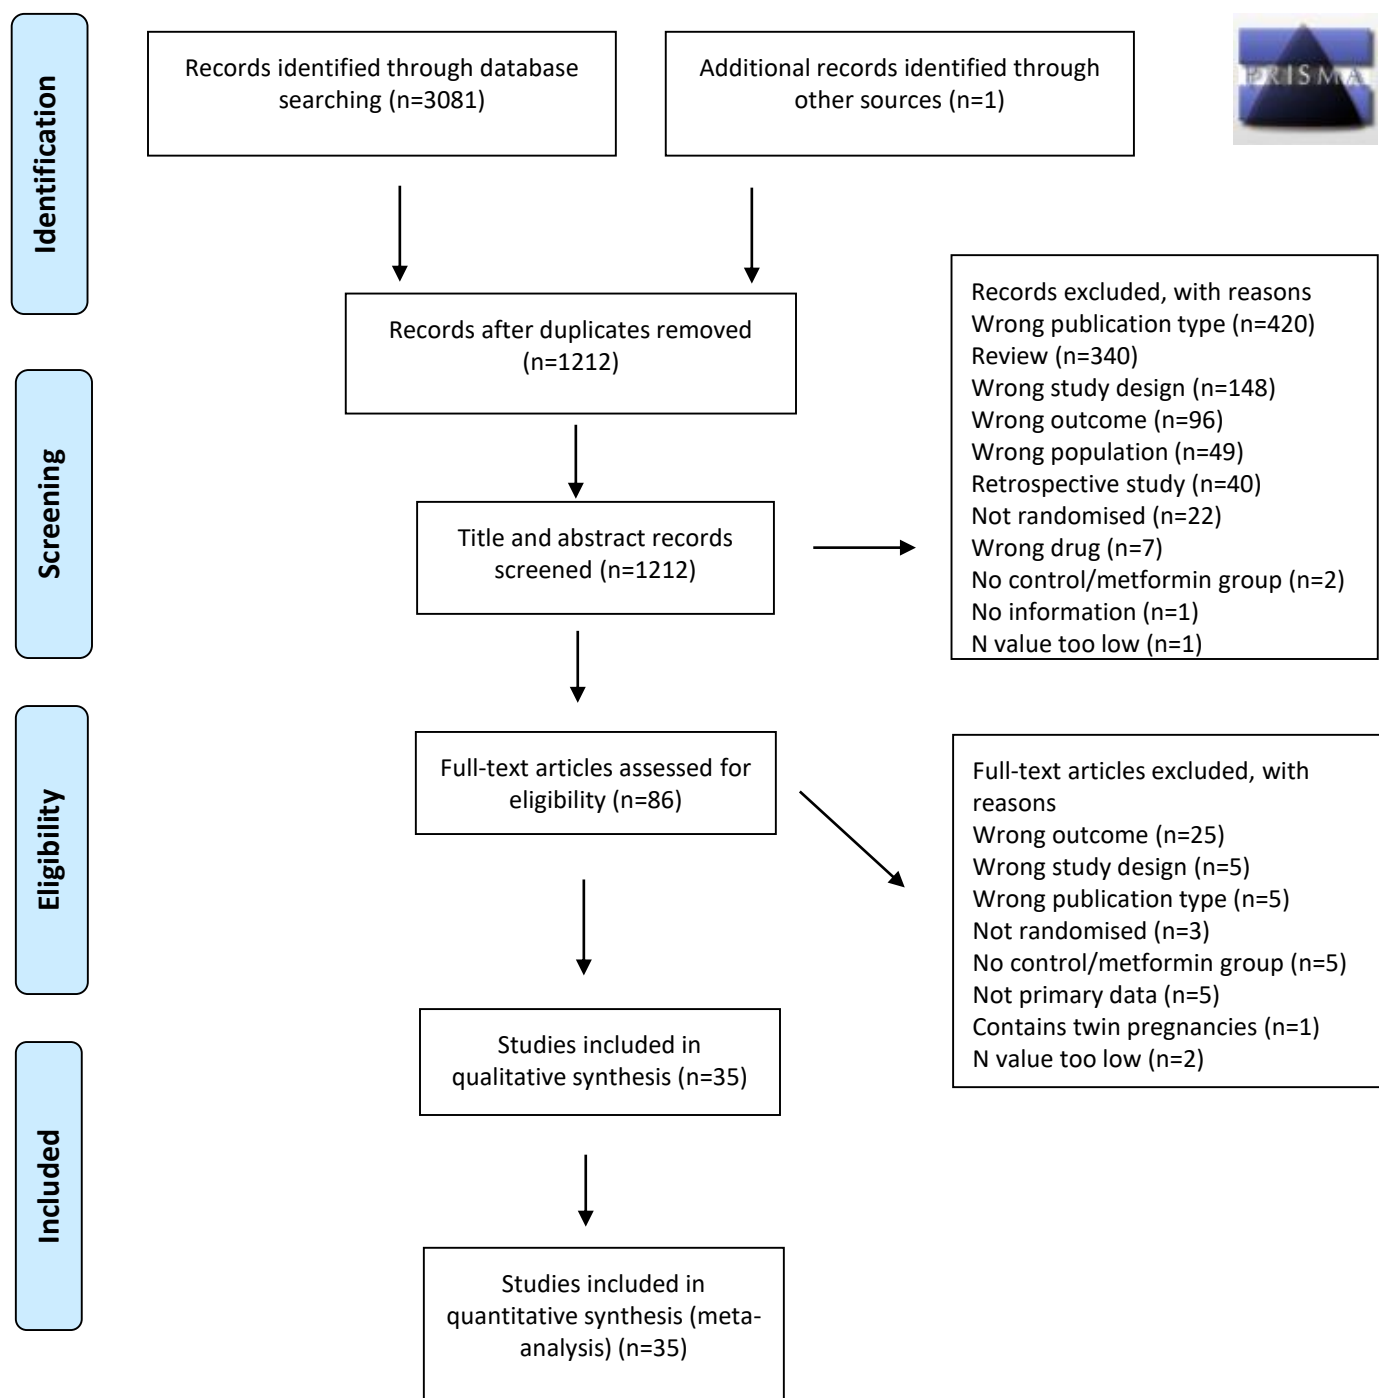 Identification
Records identified through database
searching (n=3081)
Additional records identified through
other sources (n=1)
PRISMA
Records after duplicates removed
(n=1212)
Screening
Title and abstract records
screened (n=1212)
Records excluded, with reasons
Wrong publication type (n=420)
Review (n=340)
Wrong study design (n=148)
Wrong outcome (n=96)
Wrong population (n=49)
Retrospective study (n=40)
Not randomised (n=22)
Wrong drug (n=7)
No control/metformin group (n=2)
No information (n=1)
N value too low (n=1)
Eligibility
Full-text articles assessed for
eligibility (n=86)
Full-text articles excluded, with
reasons
Wrong outcome (n=25)
Wrong study design (n=5)
Wrong publication type (n=5)
Not randomised (n=3)
No control/metformin group (n=5)
Not primary data (n=5)
Contains twin pregnancies (n=1)
N value too low (n=2)
Included
Studies included in
qualitative synthesis (n=35)
Studies included in
quantitative synthesis (meta-
analysis) (n=35)